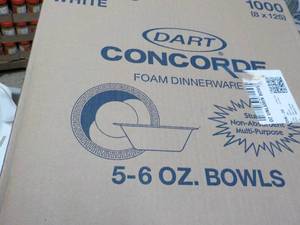 WHITE
1000
(8 x 125)
DART
CONCORDE
FOAM DINNERWARE
Non-Absorbent
Multi-Purpose
5-6 OZ. BOWLS